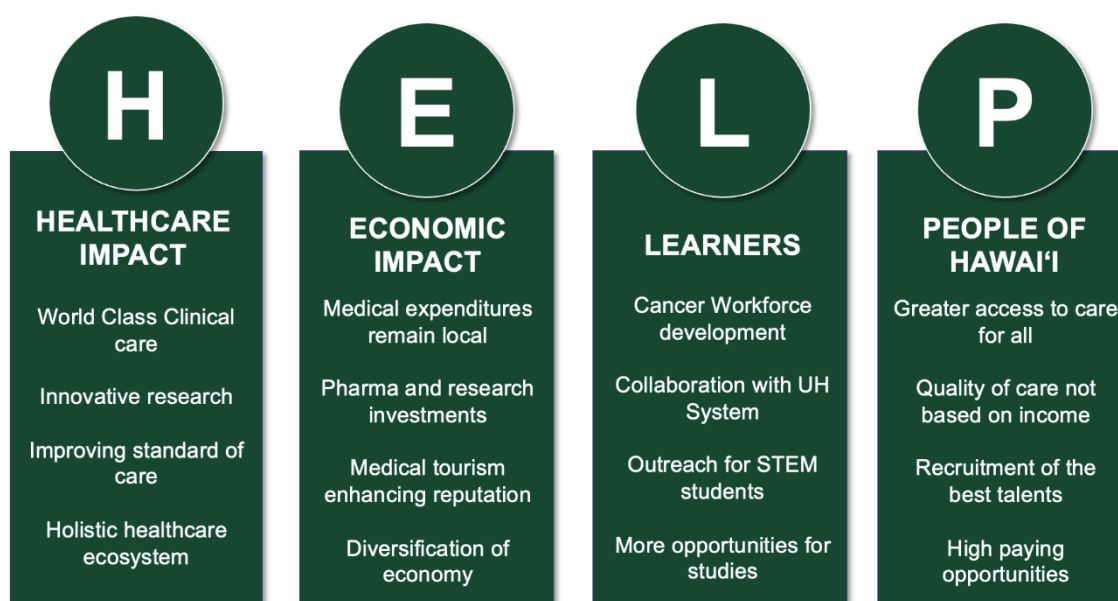 H
HEALTHCARE
IMPACT
World Class Clinical
care
Innovative research
Improving standard of
care
Holistic healthcare
ecosystem
E
ECONOMIC
IMPACT
Medical expenditures
remain local
Pharma and research
investments
Medical tourism
enhancing reputation
Diversification of
economy
L
LEARNERS
Cancer Workforce
development
Collaboration with UH
System
Outreach for STEM
students
More opportunities for
studies
P
PEOPLE OF
HAWAIʻI
Greater access to care
for all
Quality of care not
based on income
Recruitment of the
best talents
High paying
opportunities